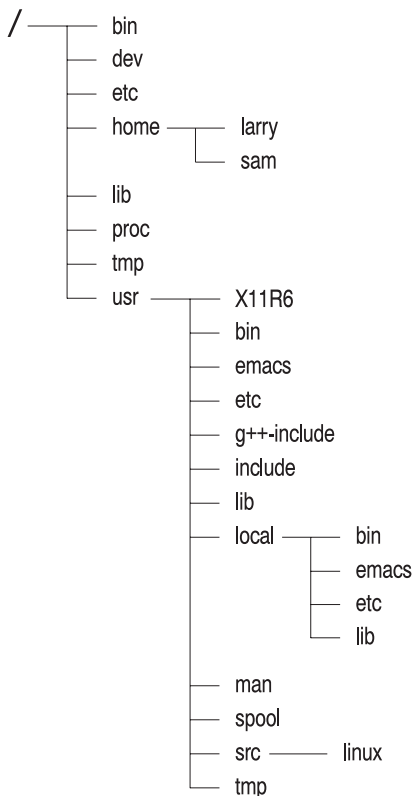 / bin
dev
etc
home larry
sam
lib
proc
tmp
usr X11R6
bin
emacs
etc
g++-include
include
lib
local bin
emacs
etc
lib
man
spool
src linux
tmp